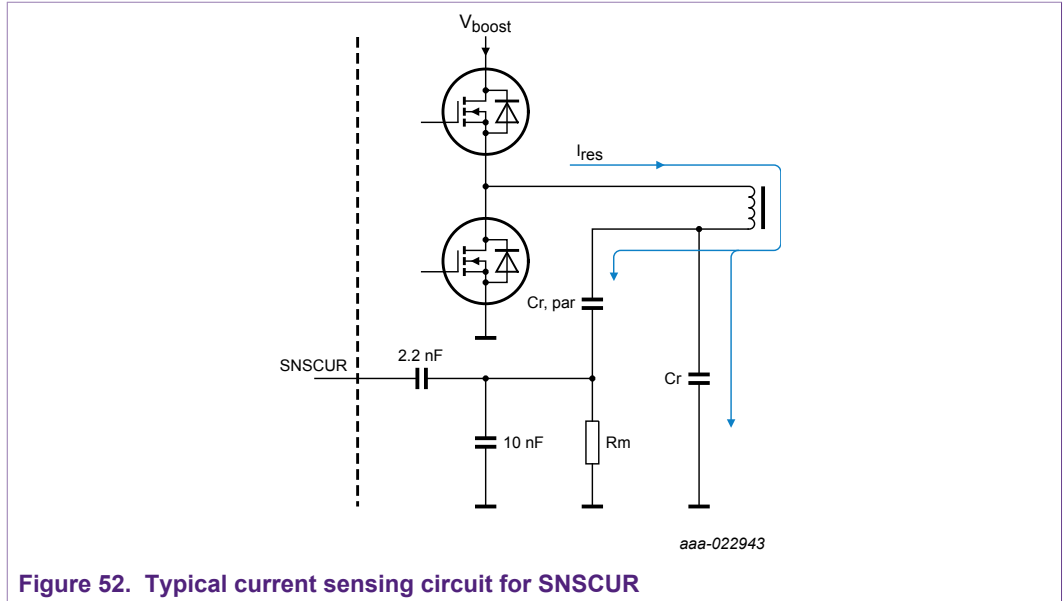 Vboost
Ires
Cr, par
2.2 nF
SNSCUR
Cr
10 nF
Rm
aaa-022943
Figure 52. Typical current sensing circuit for SNSCUR